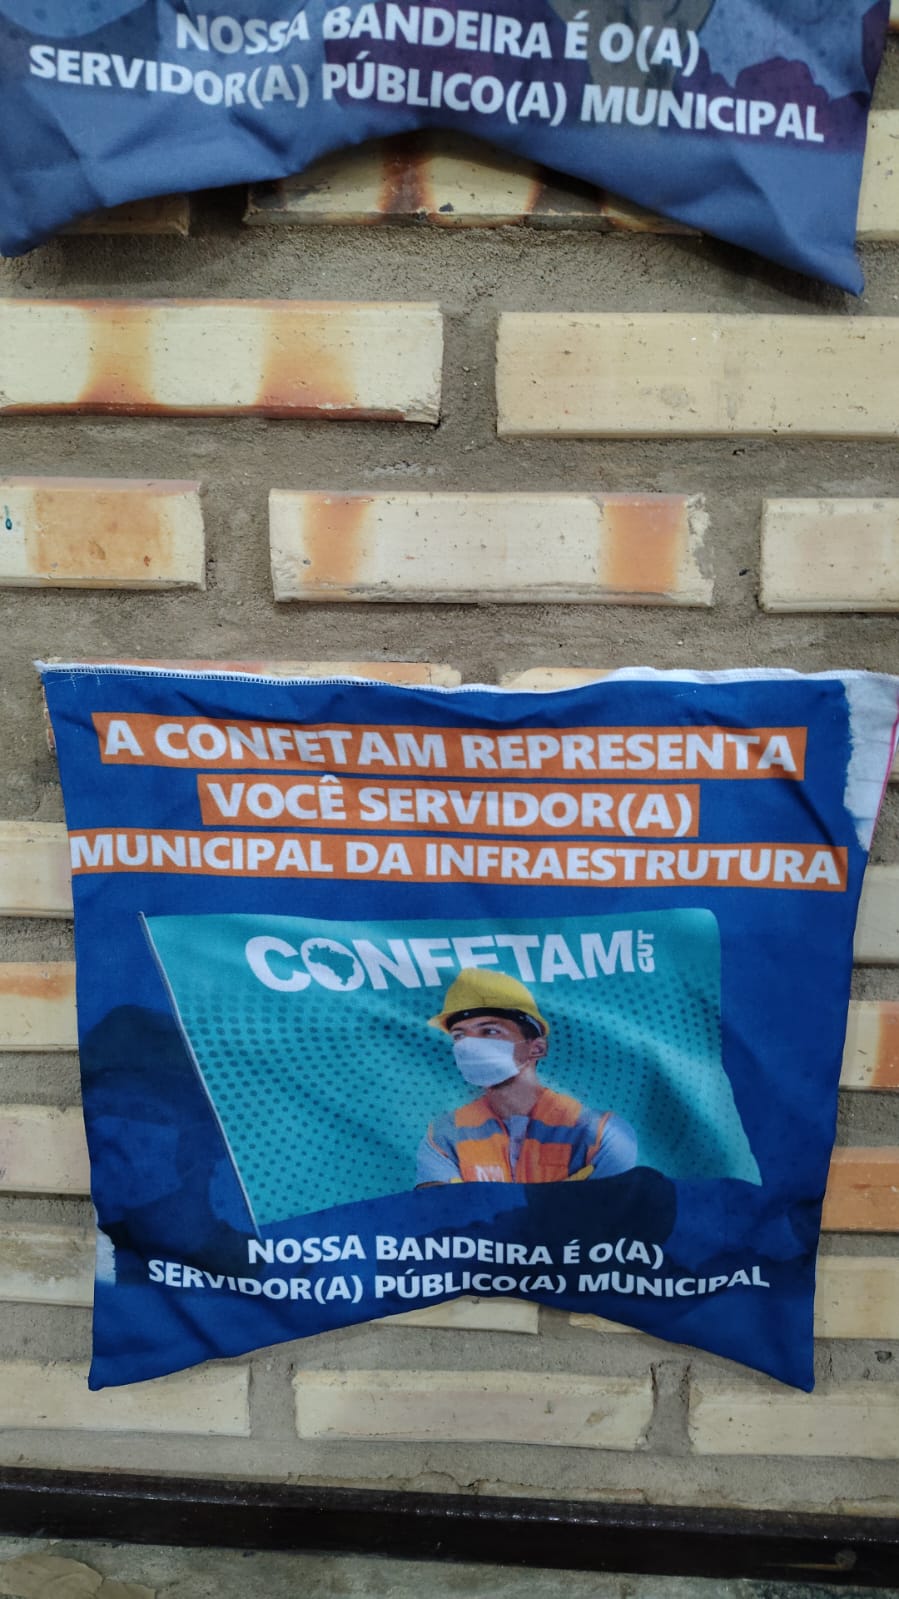 NOSSA BANDEIRA É O(A)
SERVIDOR(A) PÚBLICO(A) MUNICIPAL
A CONFETAM REPRESENTA
VOCÊ SERVIDOR(A)
MUNICIPAL DA INFRAESTRUTURA
CONFETAM CUT
NOSSA BANDEIRA É O(A)
SERVIDOR(A) PÚBLICO(A) MUNICIPAL